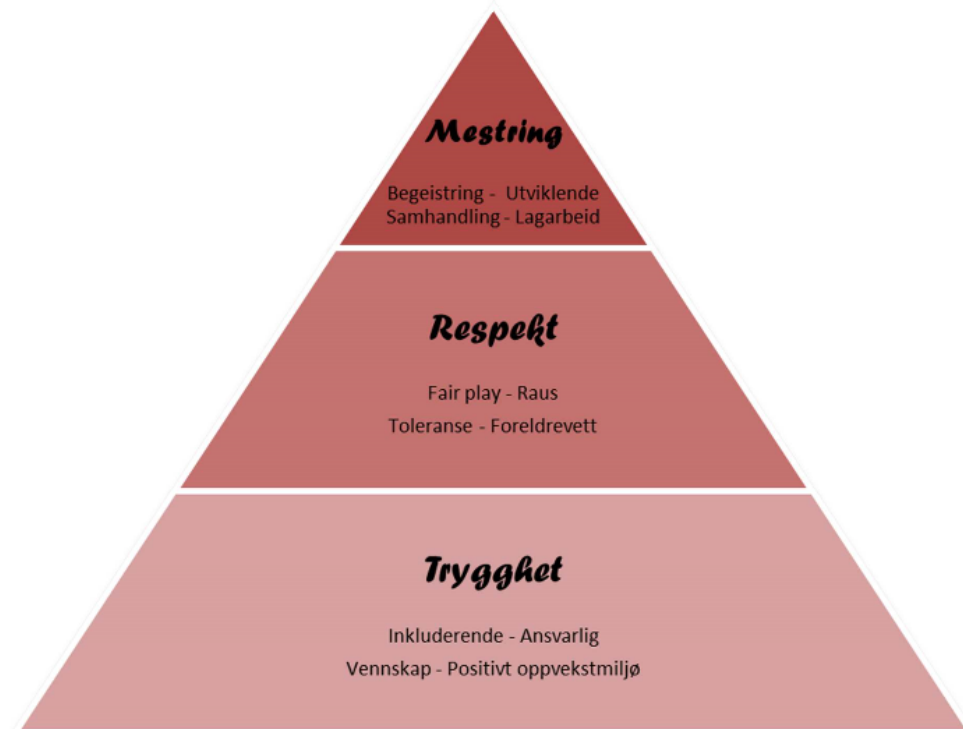 Mestring
Begeistring - Utviklende
Samhandling - Lagarbeid
Respekt
Fair play - Raus
Toleranse - Foreldrevett
Trygghet
Inkluderende - Ansvarlig
Vennskap - Positivt oppvekstmiljø